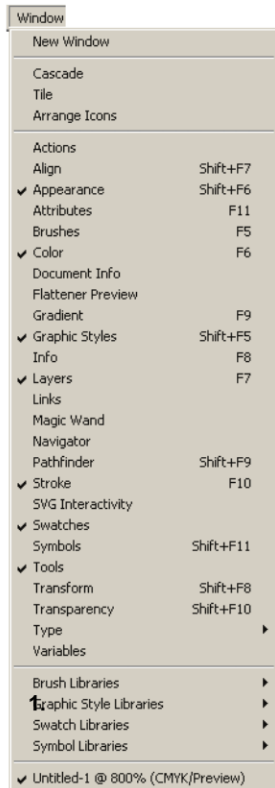 Window
New Window
Cascade
Tile
Arrange Icons
Actions
Align Shift+F7
Appearance Shift+F6
Attributes F11
Brushes F5
Color F6
Document Info
Flattener Preview
Gradient F9
Graphic Styles Shift+F5
Info F8
Layers F7
Links
Magic Wand
Navigator
Pathfinder Shift+F9
Stroke F10
SVG Interactivity
Swatches
Symbols Shift+F11
Tools
Transform Shift+F8
Transparency Shift+F10
Type
Variables
Brush Libraries
Graphic Style Libraries
Swatch Libraries
Symbol Libraries
Untitled-1 @ 800% (CMYK/Preview)